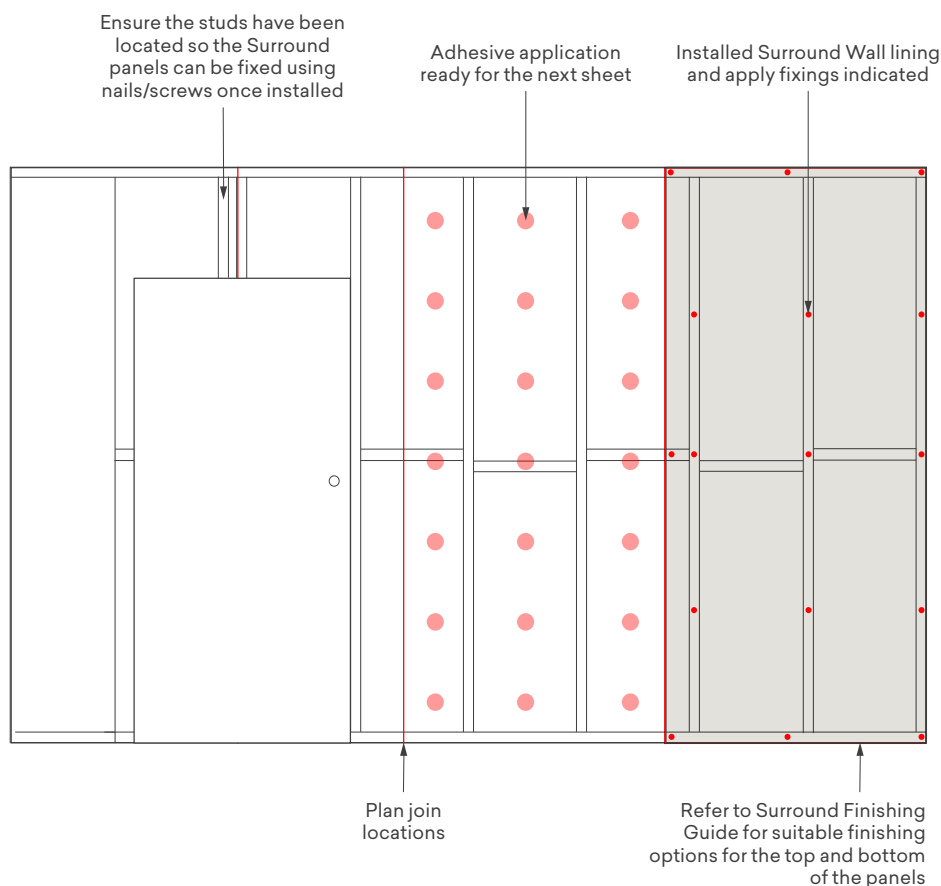 Ensure the studs have been
located so the Surround
panels can be fixed using
nails/screws once installed
Adhesive application
ready for the next sheet
Installed Surround Wall lining
and apply fixings indicated
Plan join
locations
Refer to Surround Finishing
Guide for suitable finishing
options for the top and bottom
of the panels